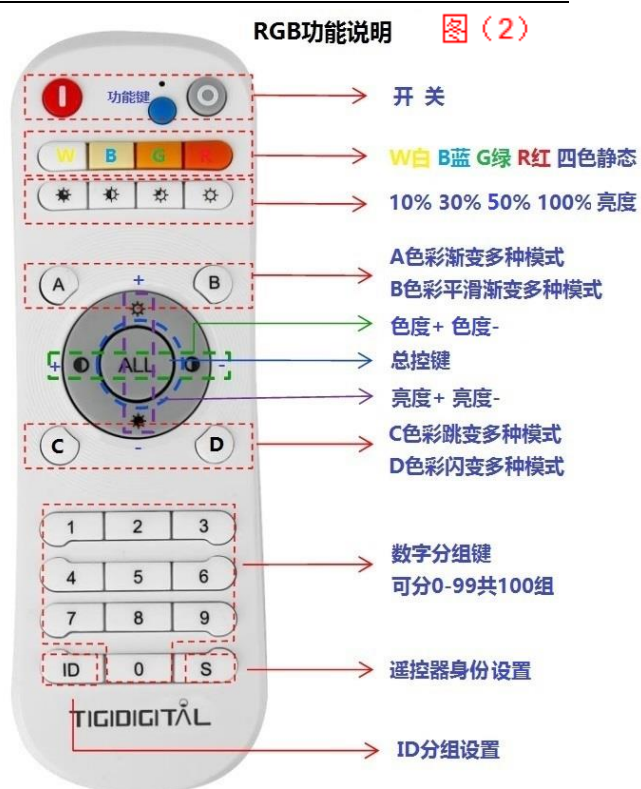 RGB功能说明 图（2）
功能键
开 关
W B G R
W白 B蓝 G绿 R红 四色静态
10% 30% 50% 100% 亮度
A + B
A色彩渐变多种模式
B色彩平滑渐变多种模式
色度+ 色度-
+ ALL -
总控键
亮度+ 亮度-
C - D
C色彩跳变多种模式
D色彩闪变多种模式
1 2 3
数字分组键
4 5 6
可分0-99共100组
7 8 9
ID 0 S
遥控器身份设置
TIGIDIGITAL
ID分组设置